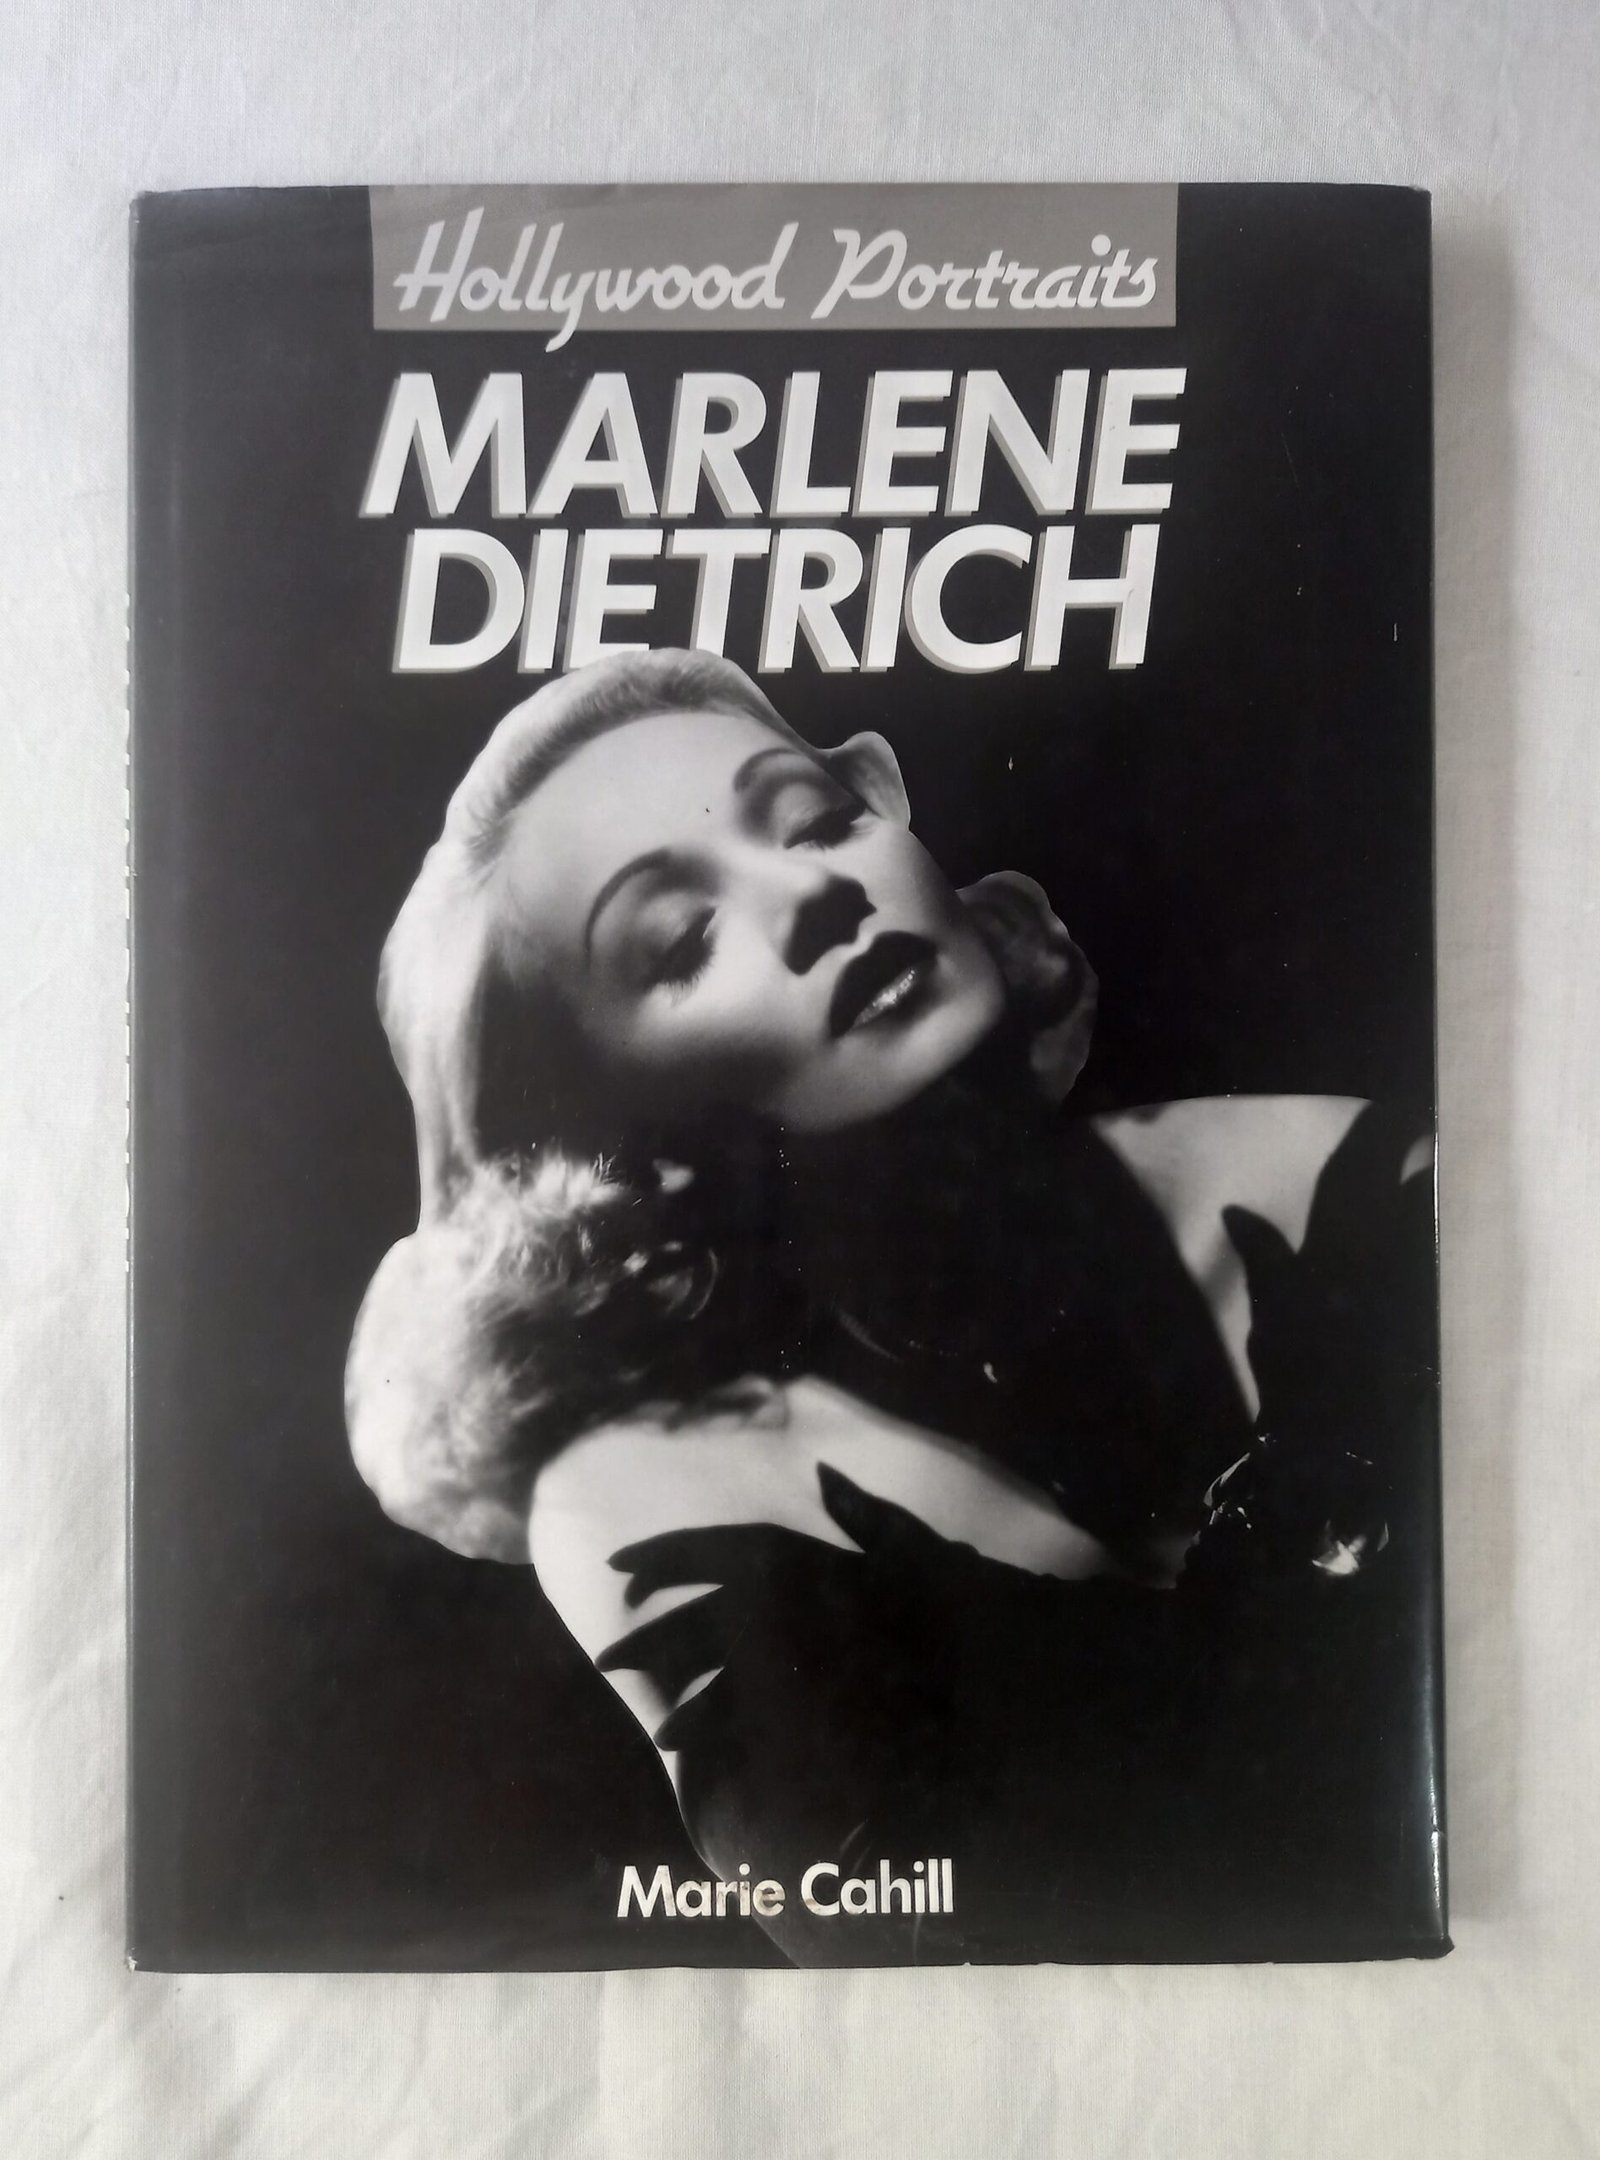 Hollywood Portraits
MARLENE
DIETRICH
Marie Cahill